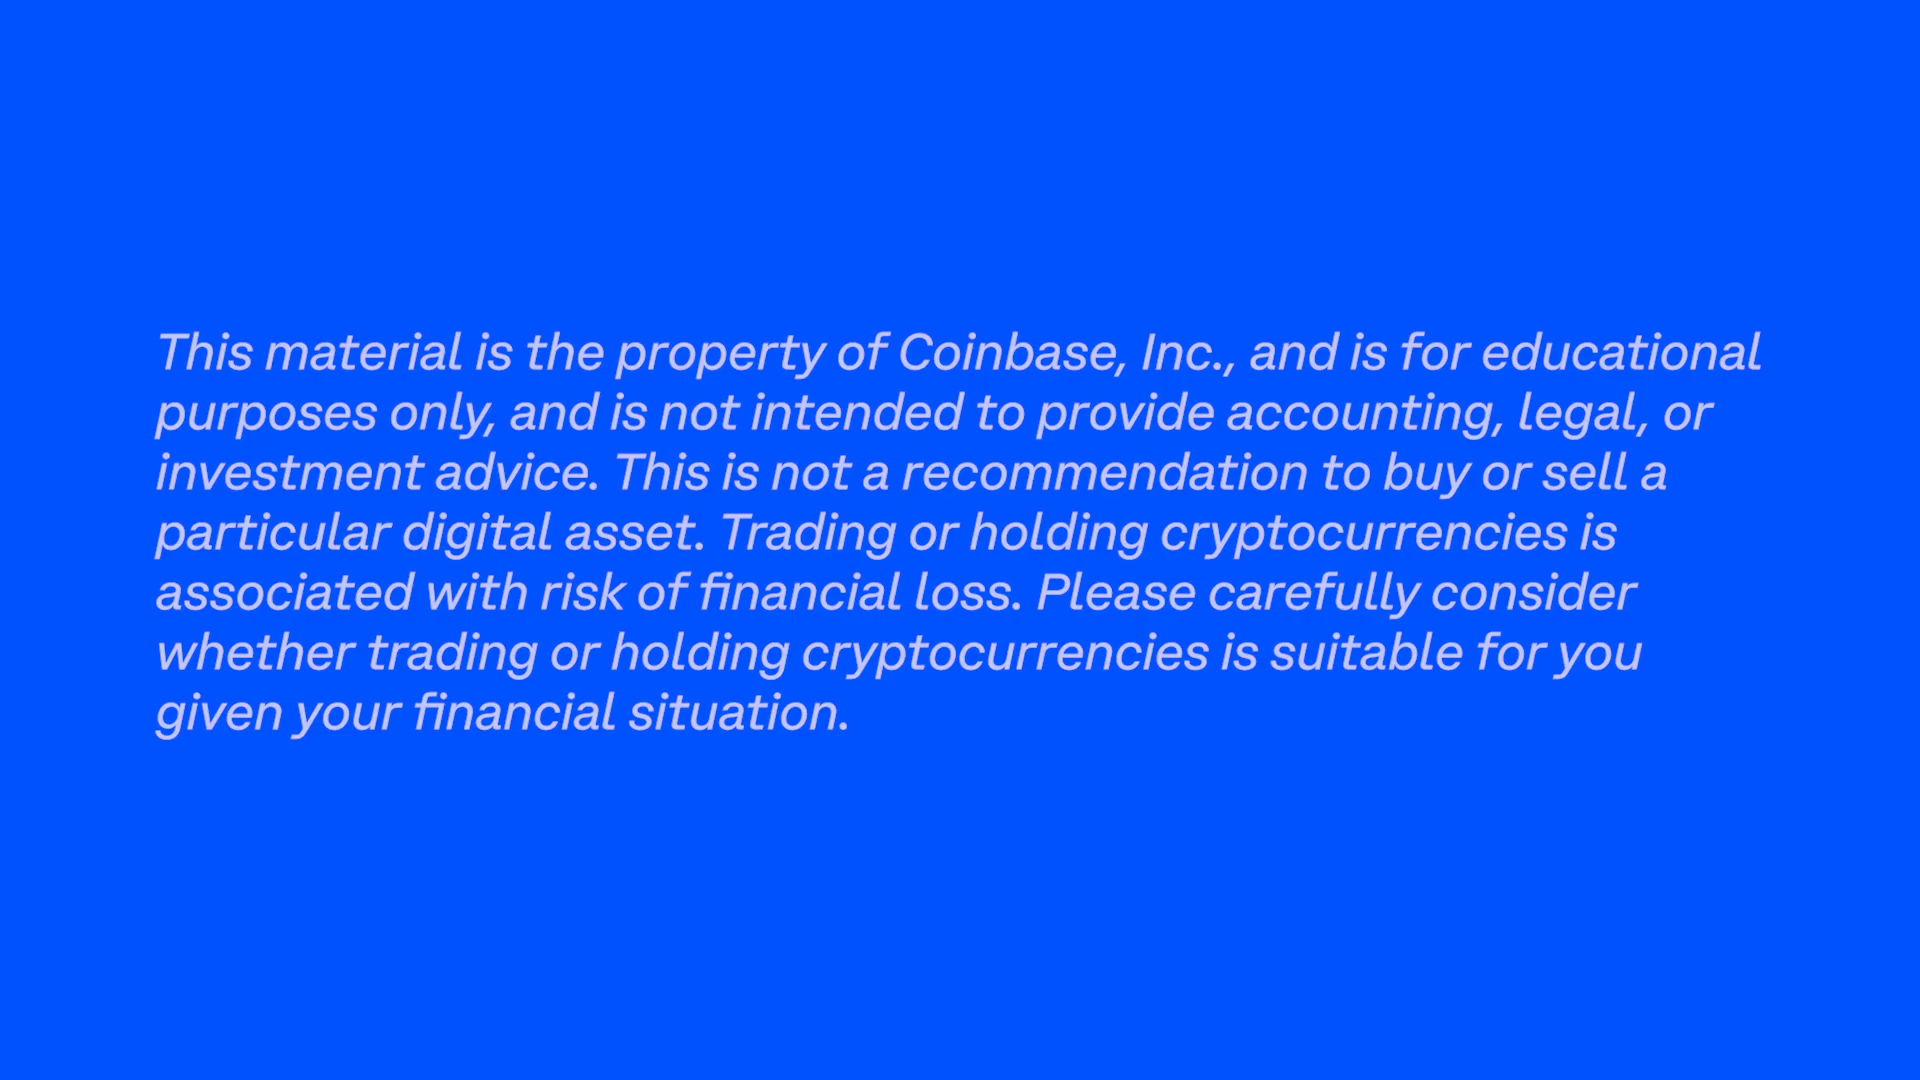 This material is the property of Coinbase, Inc., and is for educational
purposes only, and is not intended to provide accounting, legal, or
investment advice. This is not a recommendation to buy or sell a
particular digital asset. Trading or holding cryptocurrencies is
associated with risk of financial loss. Please carefully consider
whether trading or holding cryptocurrencies is suitable for you
given your financial situation.